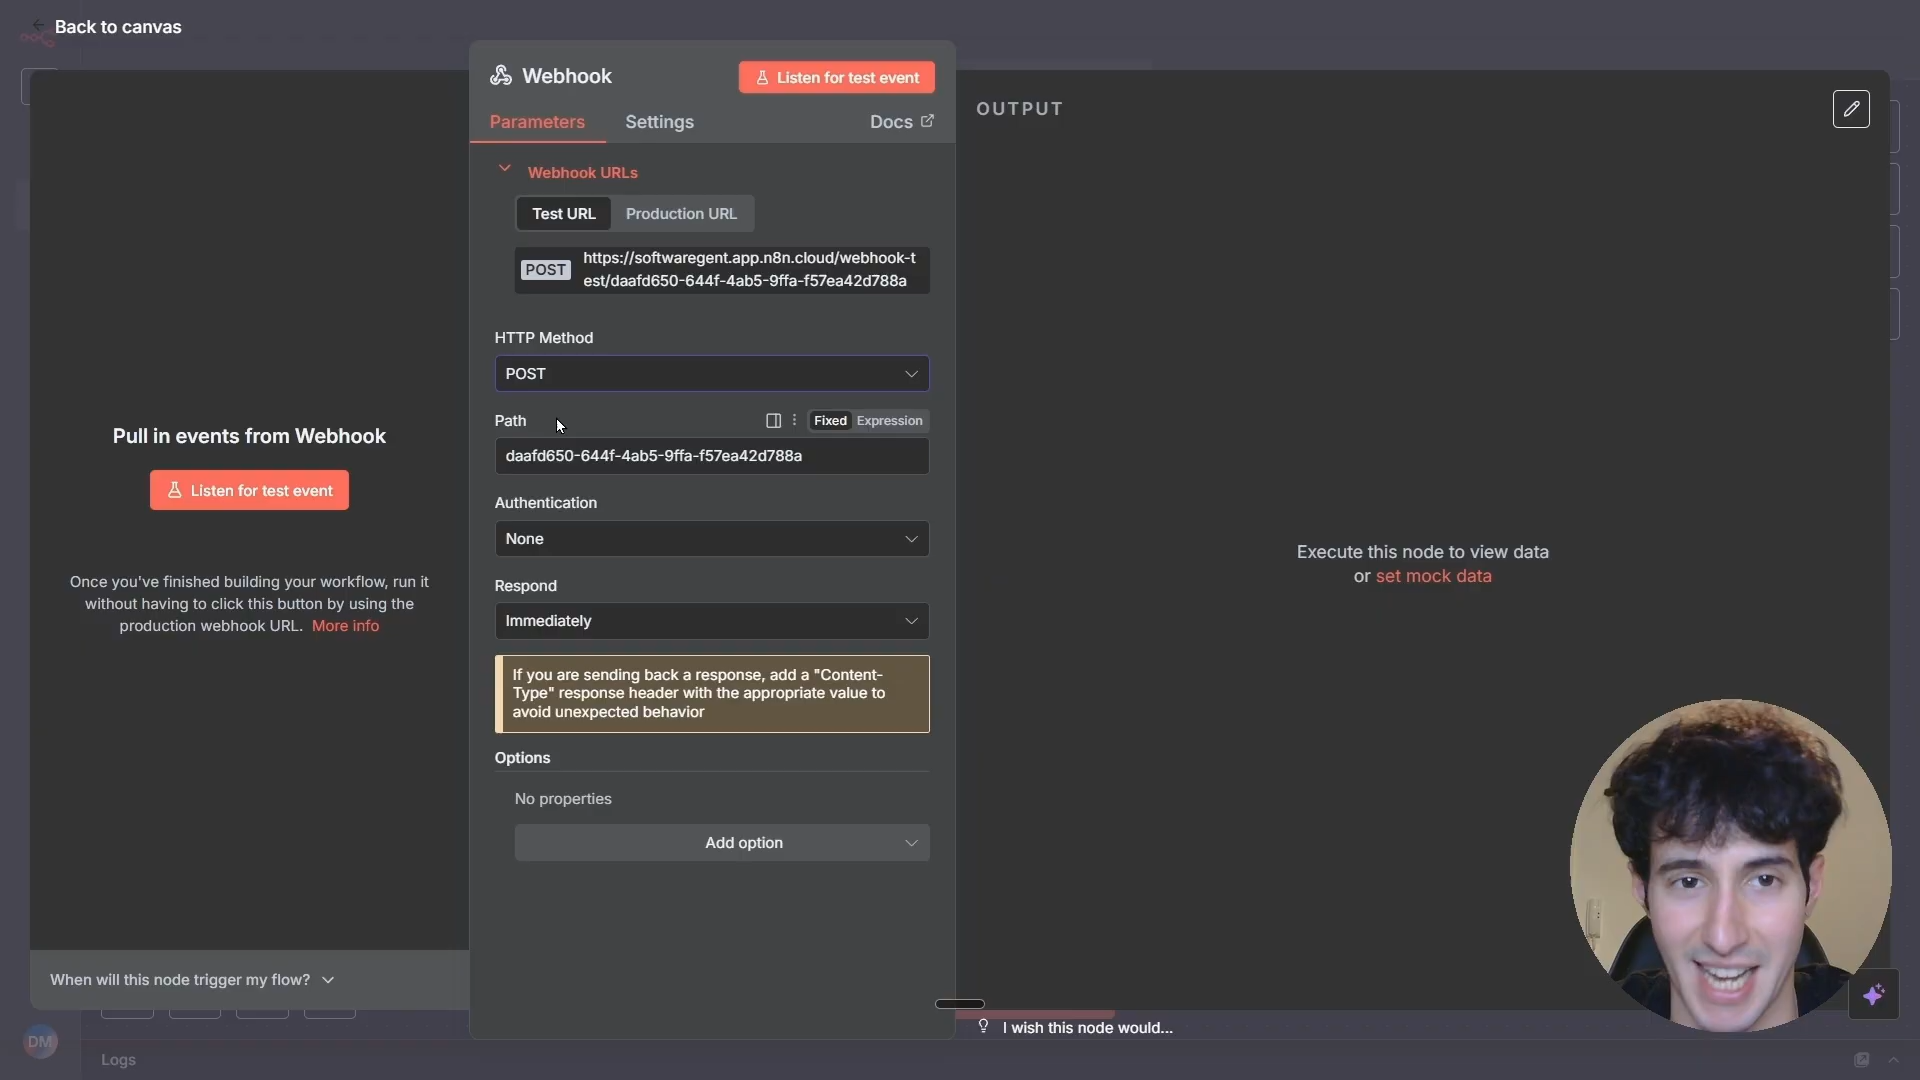 Back to canvas
Webhook
Listen for test event
Parameters
Settings
Docs
Webhook URLs
Test URL
Production URL
POST
https://softwaregent.app.n8n.cloud/webhook-t
est/daafd650-644f-4ab5-9ffa-f57ea42d788a
HTTP Method
POST
Path
Fixed
Expression
daafd650-644f-4ab5-9ffa-f57ea42d788a
Authentication
None
Respond
Immediately
If you are sending back a response, add a "Content-
Type" response header with the appropriate value to
avoid unexpected behavior
Options
No properties
Add option
Pull in events from Webhook
Listen for test event
Once you've finished building your workflow, run it
without having to click this button by using the
production webhook URL. More info
When will this node trigger my flow?
OUTPUT
Execute this node to view data
or set mock data
I wish this node would...
DM
Logs